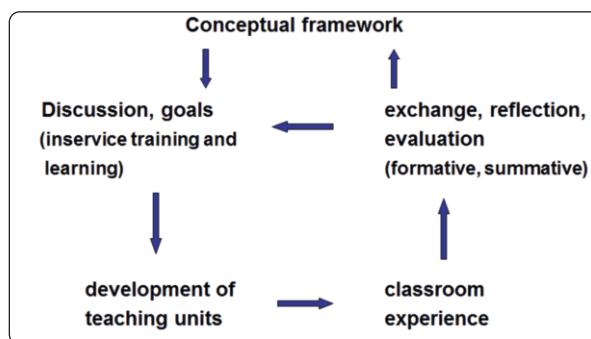 Conceptual framework
Discussion, goals
(inservice training and
learning)
exchange, reflection,
evaluation
(formative, summative)
development of
teaching units
classroom
experience